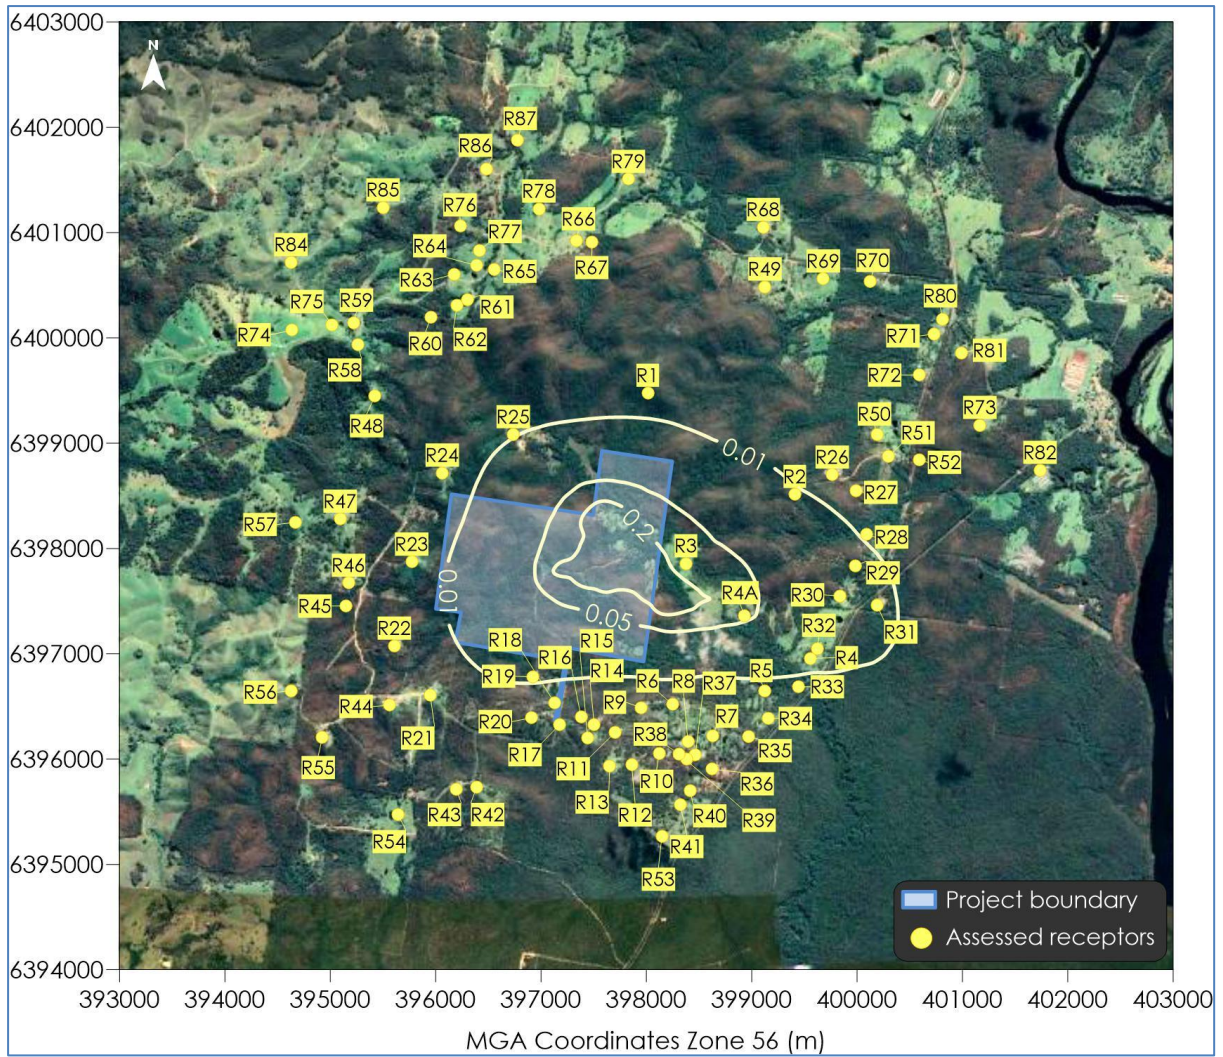 6403000
N
R87
6402000
R86
R79
R85
R78
R76
R66
R68
6401000
R77
R84
R64
R69
R70
R63
R65
R67
R49
R75
R59
R61
R80
R74
R71
6400000
R60
R62
R81
R58
R1
R72
R73
R48
R25
R50
R51
6399000
0.01
R24
R26
R2
R52
R82
R47
R27
R57
0.2
R3
R28
6398000
R23
R46
R29
0.01
R4A
R30
R45
0.05
R31
R22
R18
R15
R32
6397000
R16
R14
R4
R19
R6
R8
R37
R5
R56
R9
R33
R44
R20
R7
R34
R21
R17
R38
R35
6396000
R55
R11
R10
R36
R13
R12
R43
R42
R40
R39
R54
R41
6395000
R53
Project boundary
Assessed receptors
6394000
393000 394000 395000 396000 397000 398000 399000 400000 401000 402000 403000
MGA Coordinates Zone 56 (m)